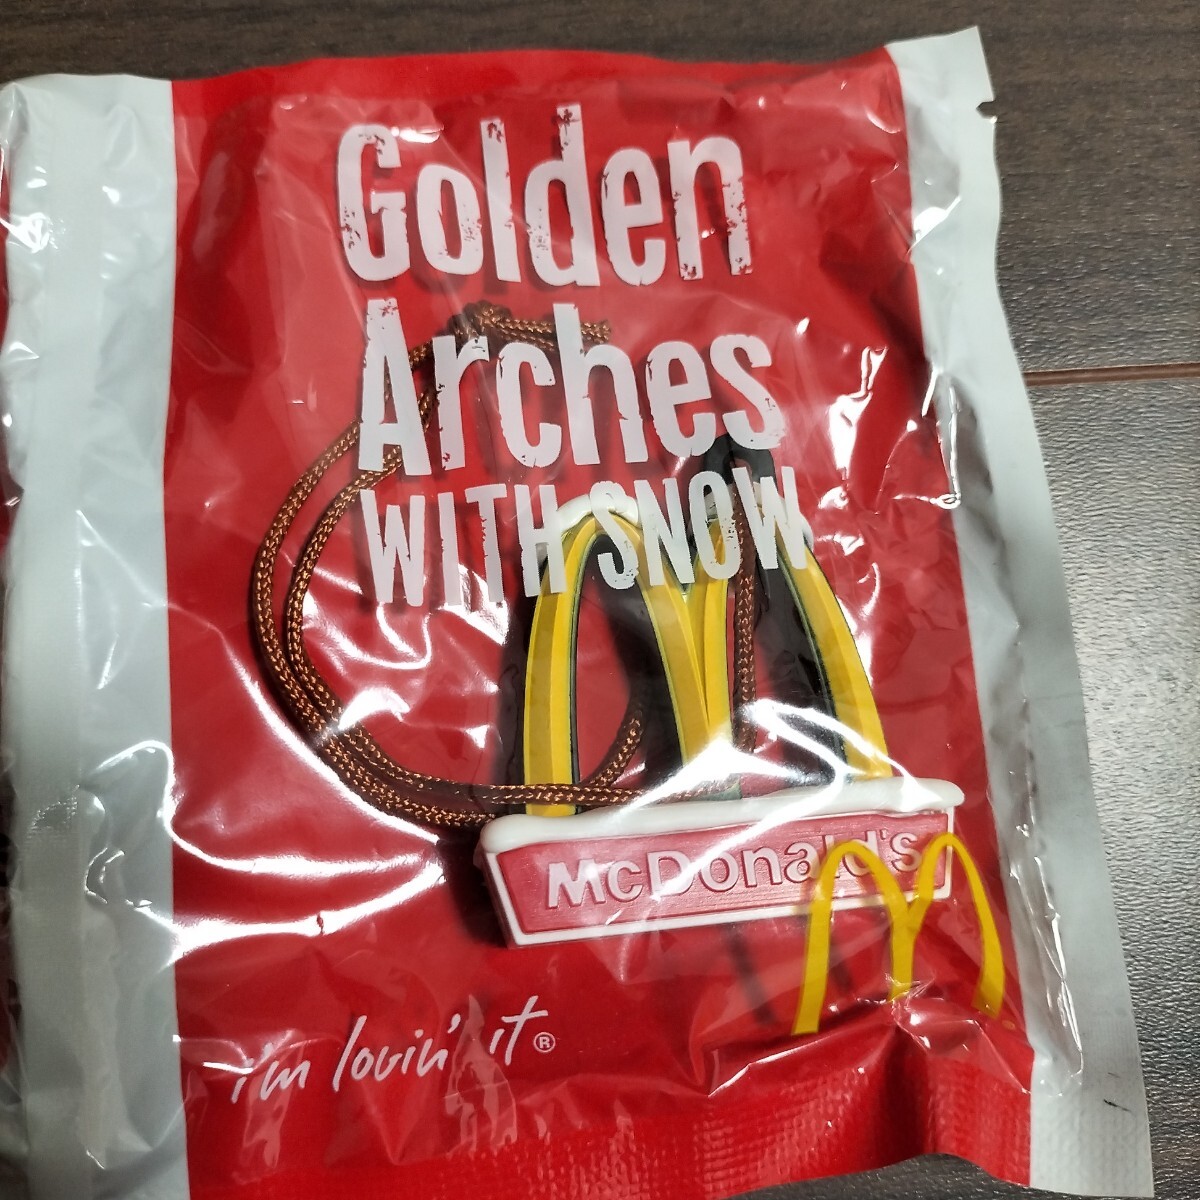 Golden
Arches
WITH SNOW
McDonald's
i'm lovin' it®